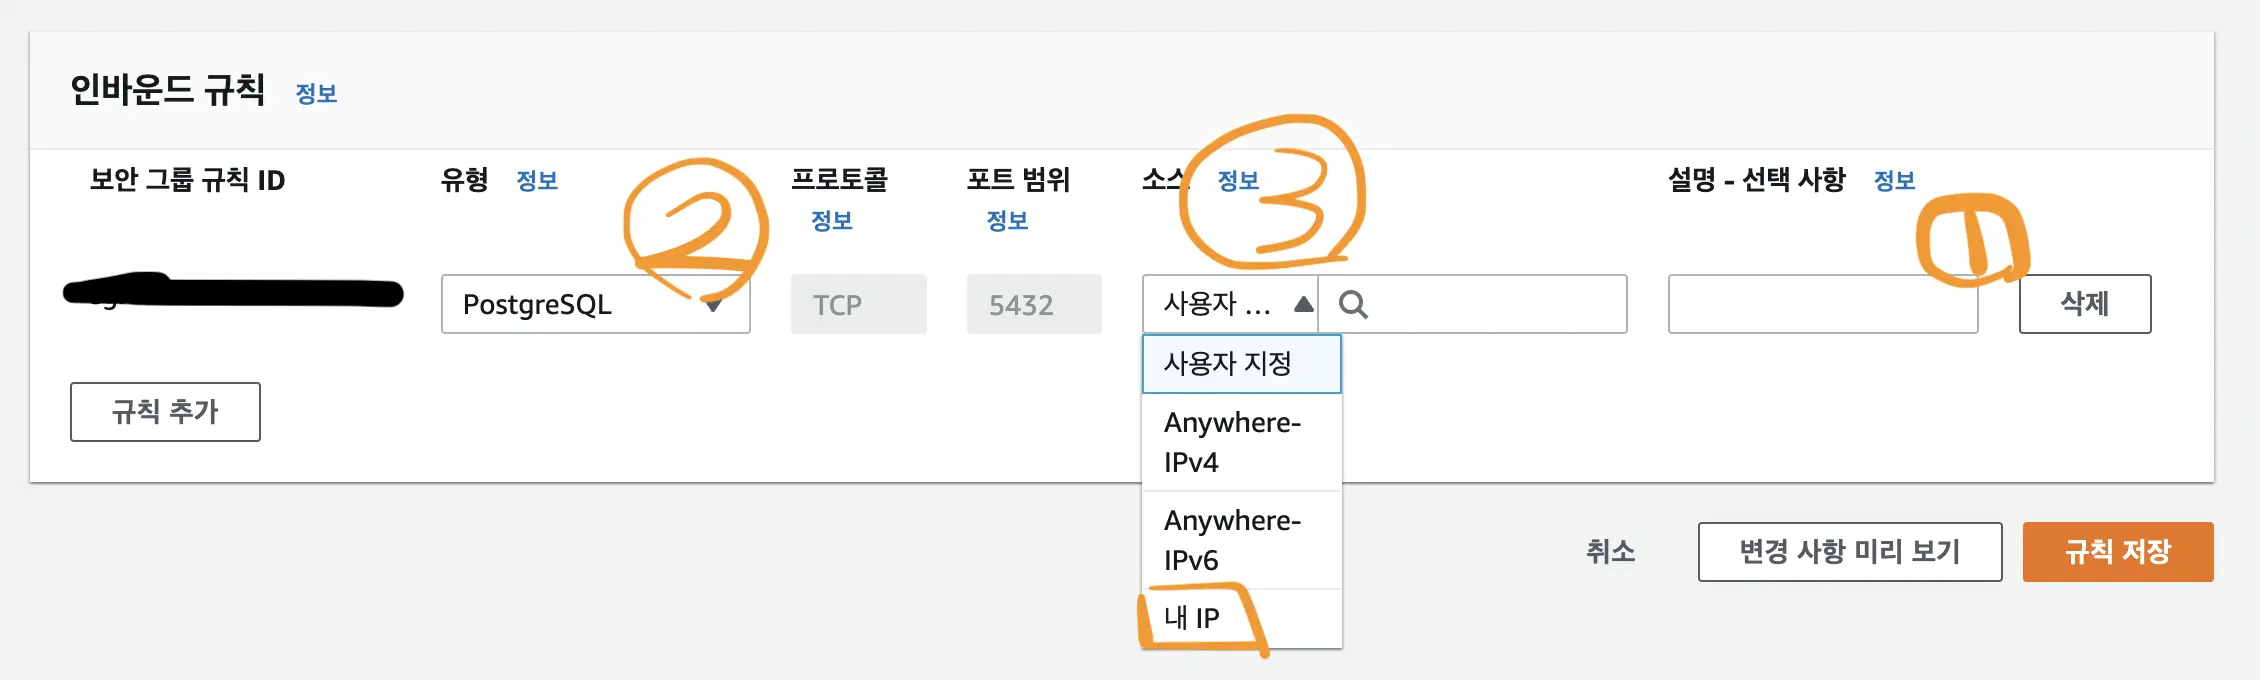 인바운드 규칙 정보
보안 그룹 규칙 ID
유형 정보
프로토콜
정보
포트 범위
정보
소스 정보
설명 - 선택 사항 정보
2
3
1
PostgreSQL
TCP
5432
사용자 ...
삭제
사용자 지정
Anywhere-
IPv4
Anywhere-
IPv6
내 IP
규칙 추가
취소
변경 사항 미리 보기
규칙 저장